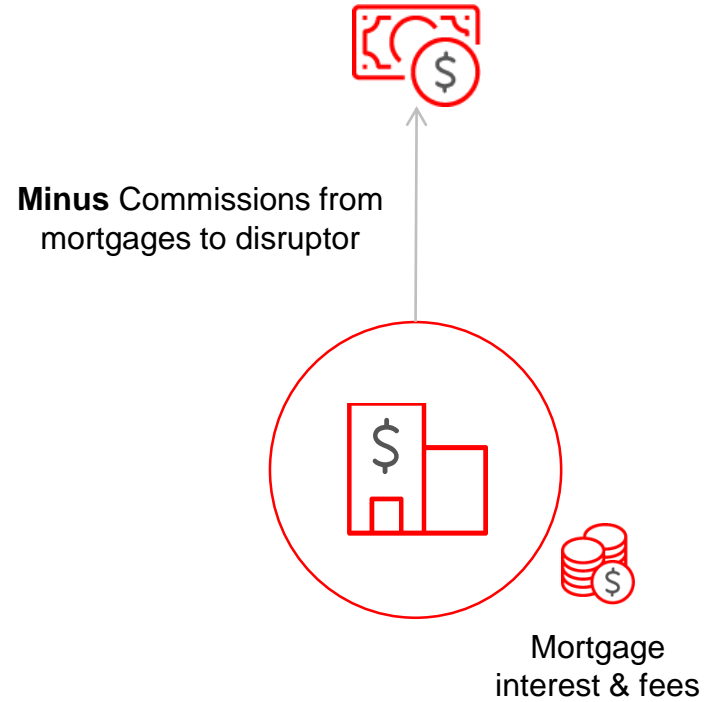 $
Minus Commissions from
mortgages to disruptor
$
$
Mortgage
interest & fees